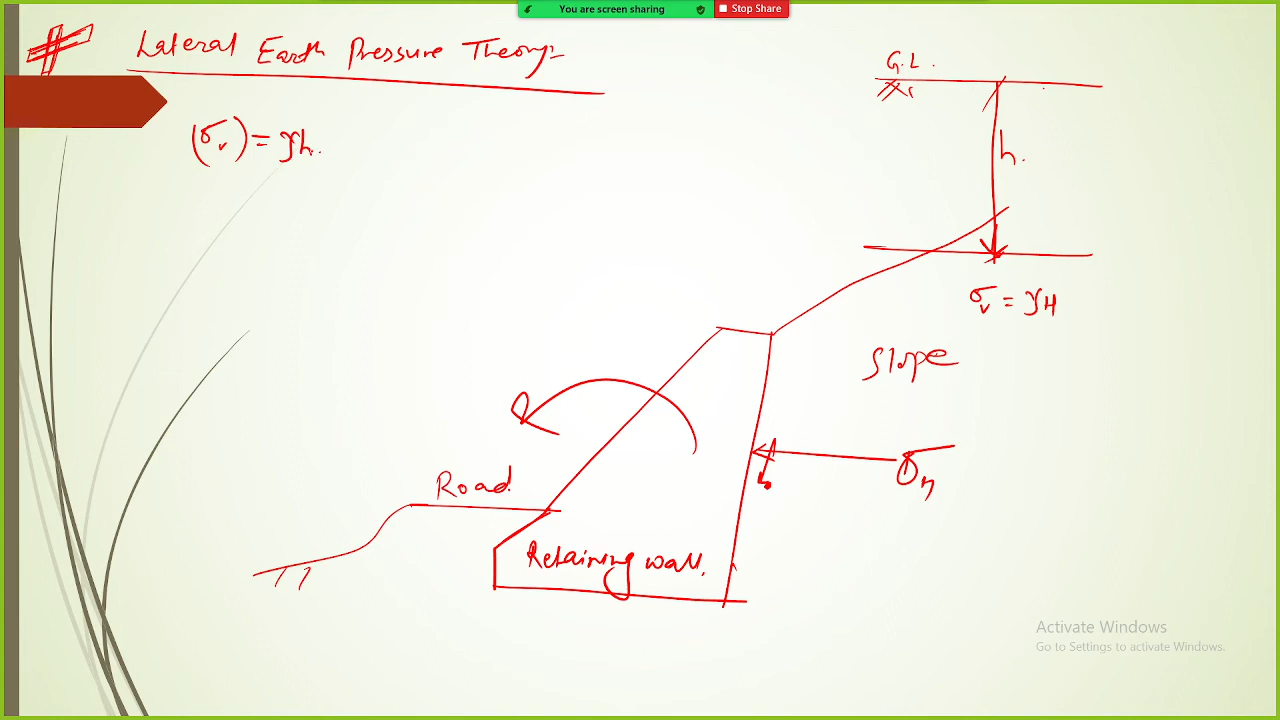 You are screen sharing
Stop Share
# Lateral Earth Pressure Theory:-
G.L.
(σv) = γh.
h.
σv = γH
Slope
σn
Road.
Retaining wall.
Activate Windows
Go to Settings to activate Windows.